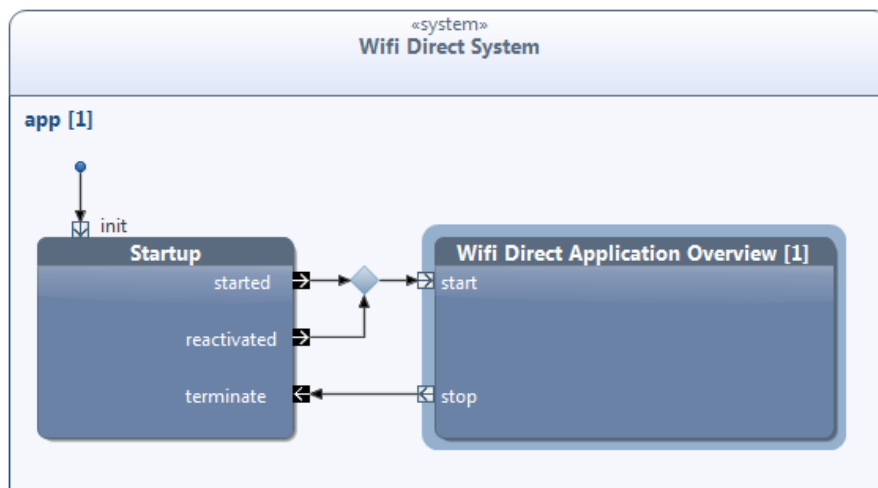 «system»
Wifi Direct System
app [1]
init
Startup
started
reactivated
terminate
Wifi Direct Application Overview [1]
start
stop